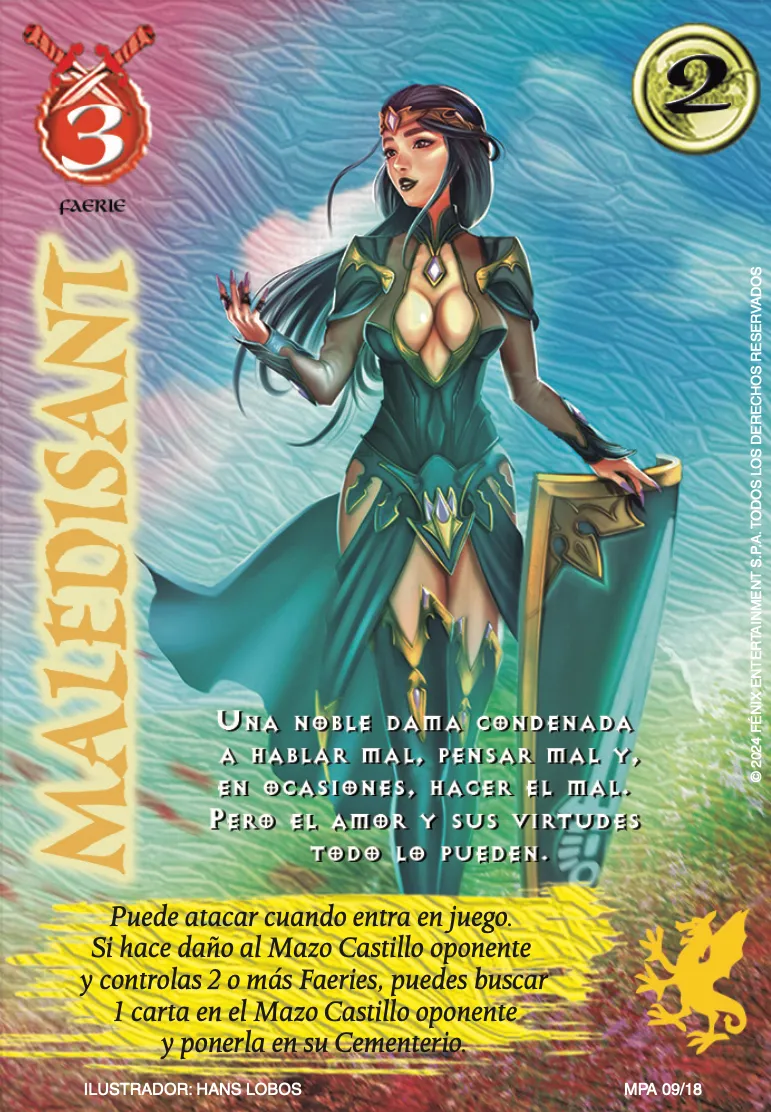 3
2
FAERIE
MALEDISANT
© 2024 FÉNIX ENTERTAINMENT S.P.A. TODOS LOS DERECHOS RESERVADOS
Una noble dama condenada
a hablar mal, pensar mal y,
en ocasiones, hacer el mal.
Pero el amor y sus virtudes
todo lo pueden.
Puede atacar cuando entra en juego.
Si hace daño al Mazo Castillo oponente
y controlas 2 o más Faeries, puedes buscar
1 carta en el Mazo Castillo oponente
y ponerla en su Cementerio.
ILUSTRADOR: HANS LOBOS
MPA 09/18